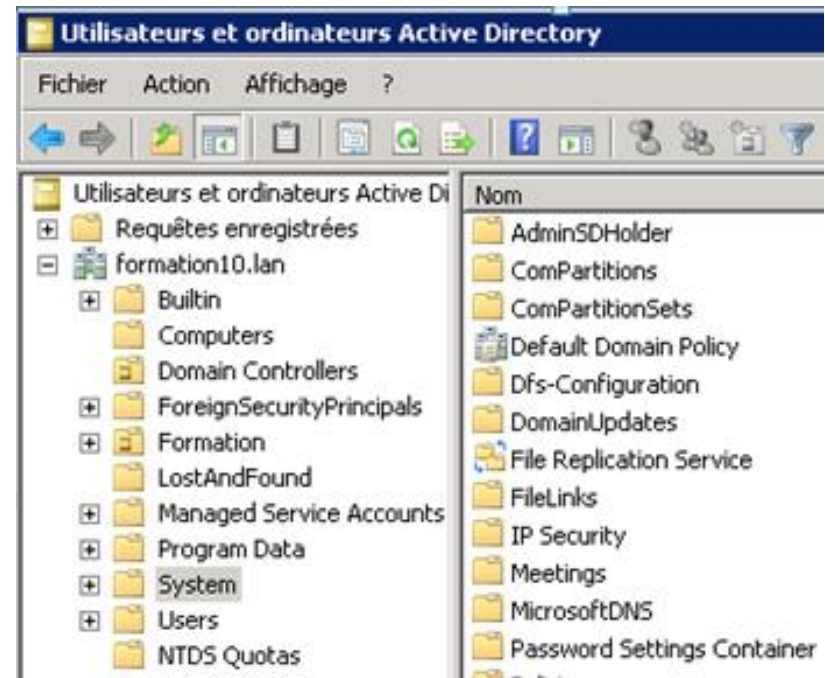 Utilisateurs et ordinateurs Active Directory
Fichier Action Affichage ?
Utilisateurs et ordinateurs Active Di
Requêtes enregistrées
formation10.lan
Builtin
Computers
Domain Controllers
ForeignSecurityPrincipals
Formation
LostAndFound
Managed Service Accounts
Program Data
System
Users
NTDS Quotas
Nom
AdminSDHolder
ComPartitions
ComPartitionSets
Default Domain Policy
Dfs-Configuration
DomainUpdates
File Replication Service
FileLinks
IP Security
Meetings
MicrosoftDNS
Password Settings Container